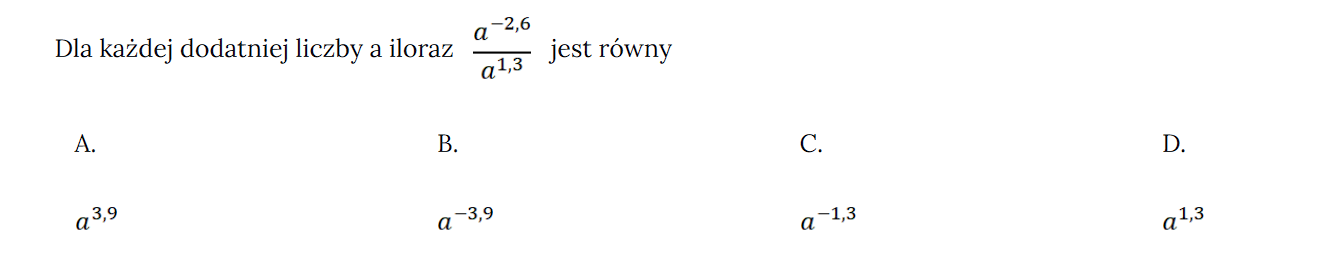 Dla każdej dodatniej liczby a iloraz \frac{a^{-2,6}}{a^{1,3}} jest równy
A. B. C. D.
a^{3,9} a^{-3,9} a^{-1,3} a^{1,3}